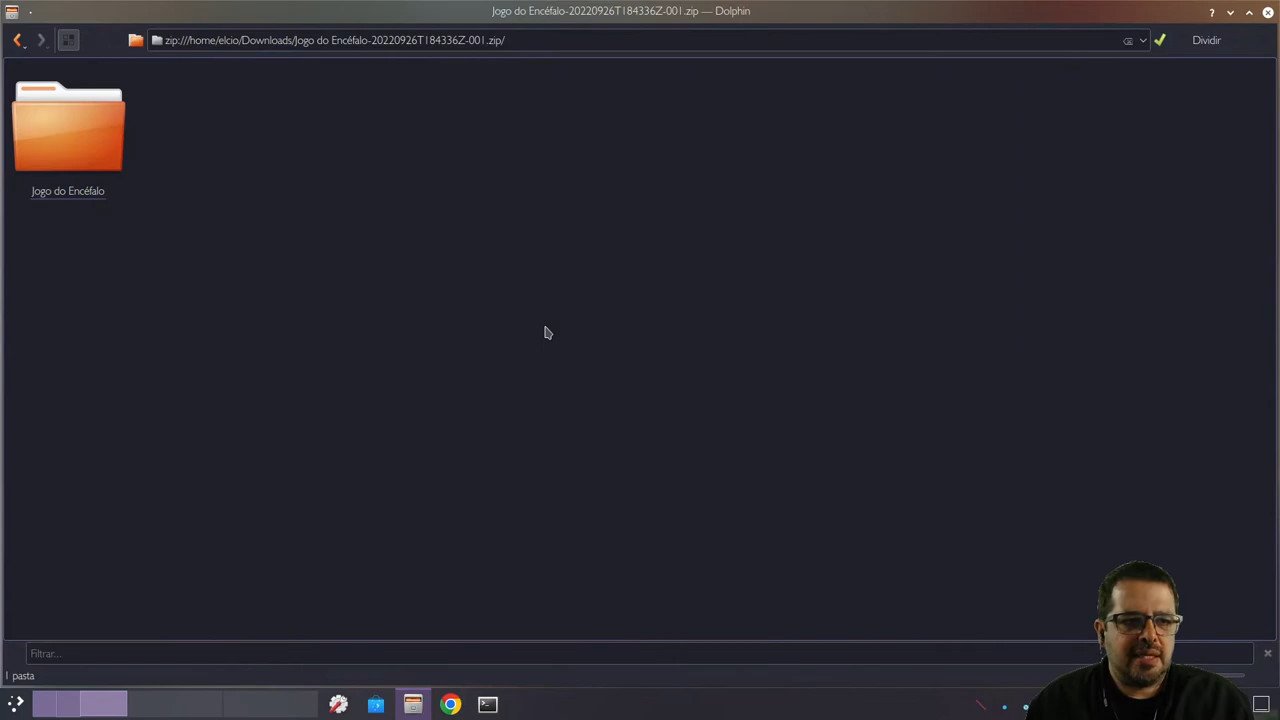 Jogo do Encéfalo-20220926T184336Z-001.zip — Dolphin
zip:///home/elcio/Downloads/Jogo do Encéfalo-20220926T184336Z-001.zip/
Dividir
Jogo do Encéfalo
Filtrar...
1 pasta